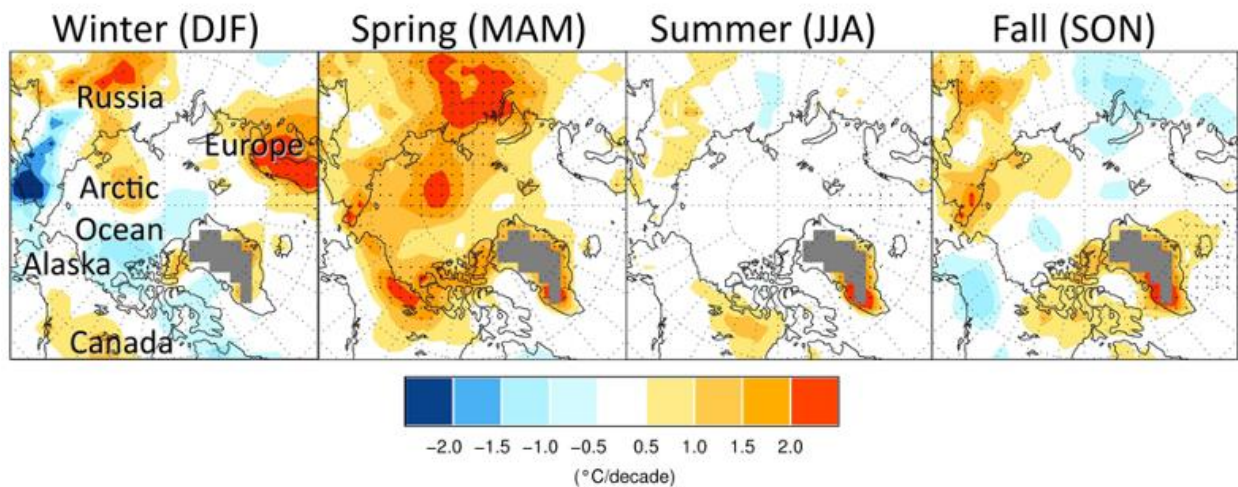 Winter (DJF) Spring (MAM) Summer (JJA) Fall (SON)
Russia
Europe
Arctic
Ocean
Alaska
Canada
−2.0 −1.5 −1.0 −0.5 0.5 1.0 1.5 2.0
(°C/decade)